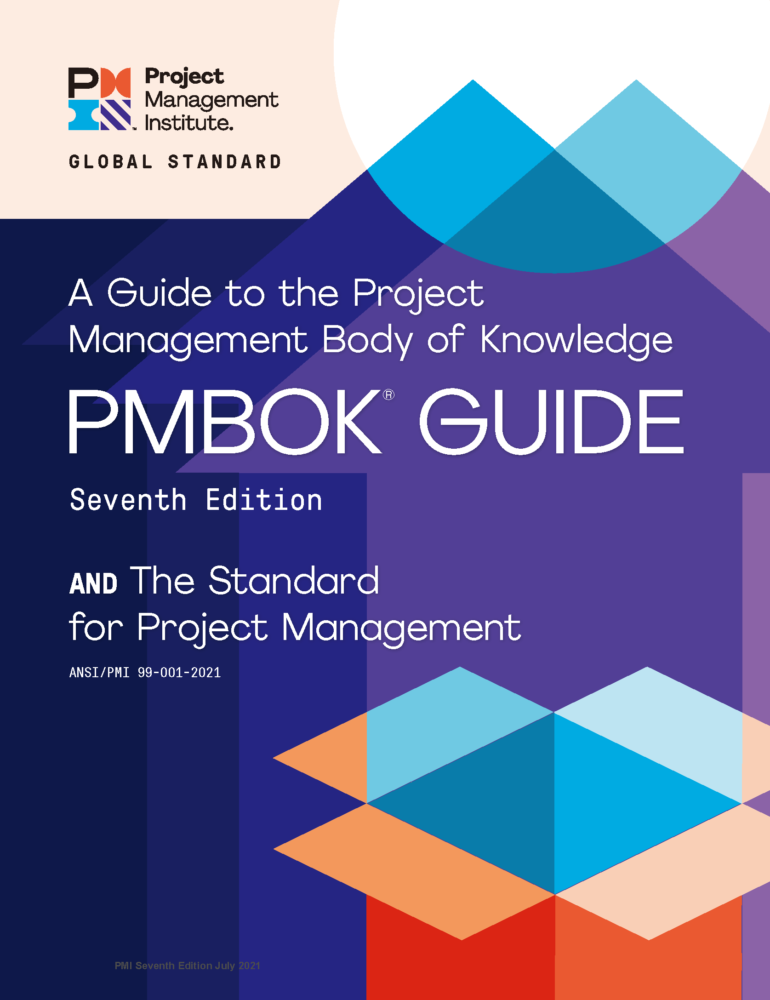 Project
Management
Institute.
GLOBAL STANDARD
A Guide to the Project
Management Body of Knowledge
PMBOK® GUIDE
Seventh Edition
AND The Standard
for Project Management
ANSI/PMI 99-001-2021
PMI Seventh Edition July 2021